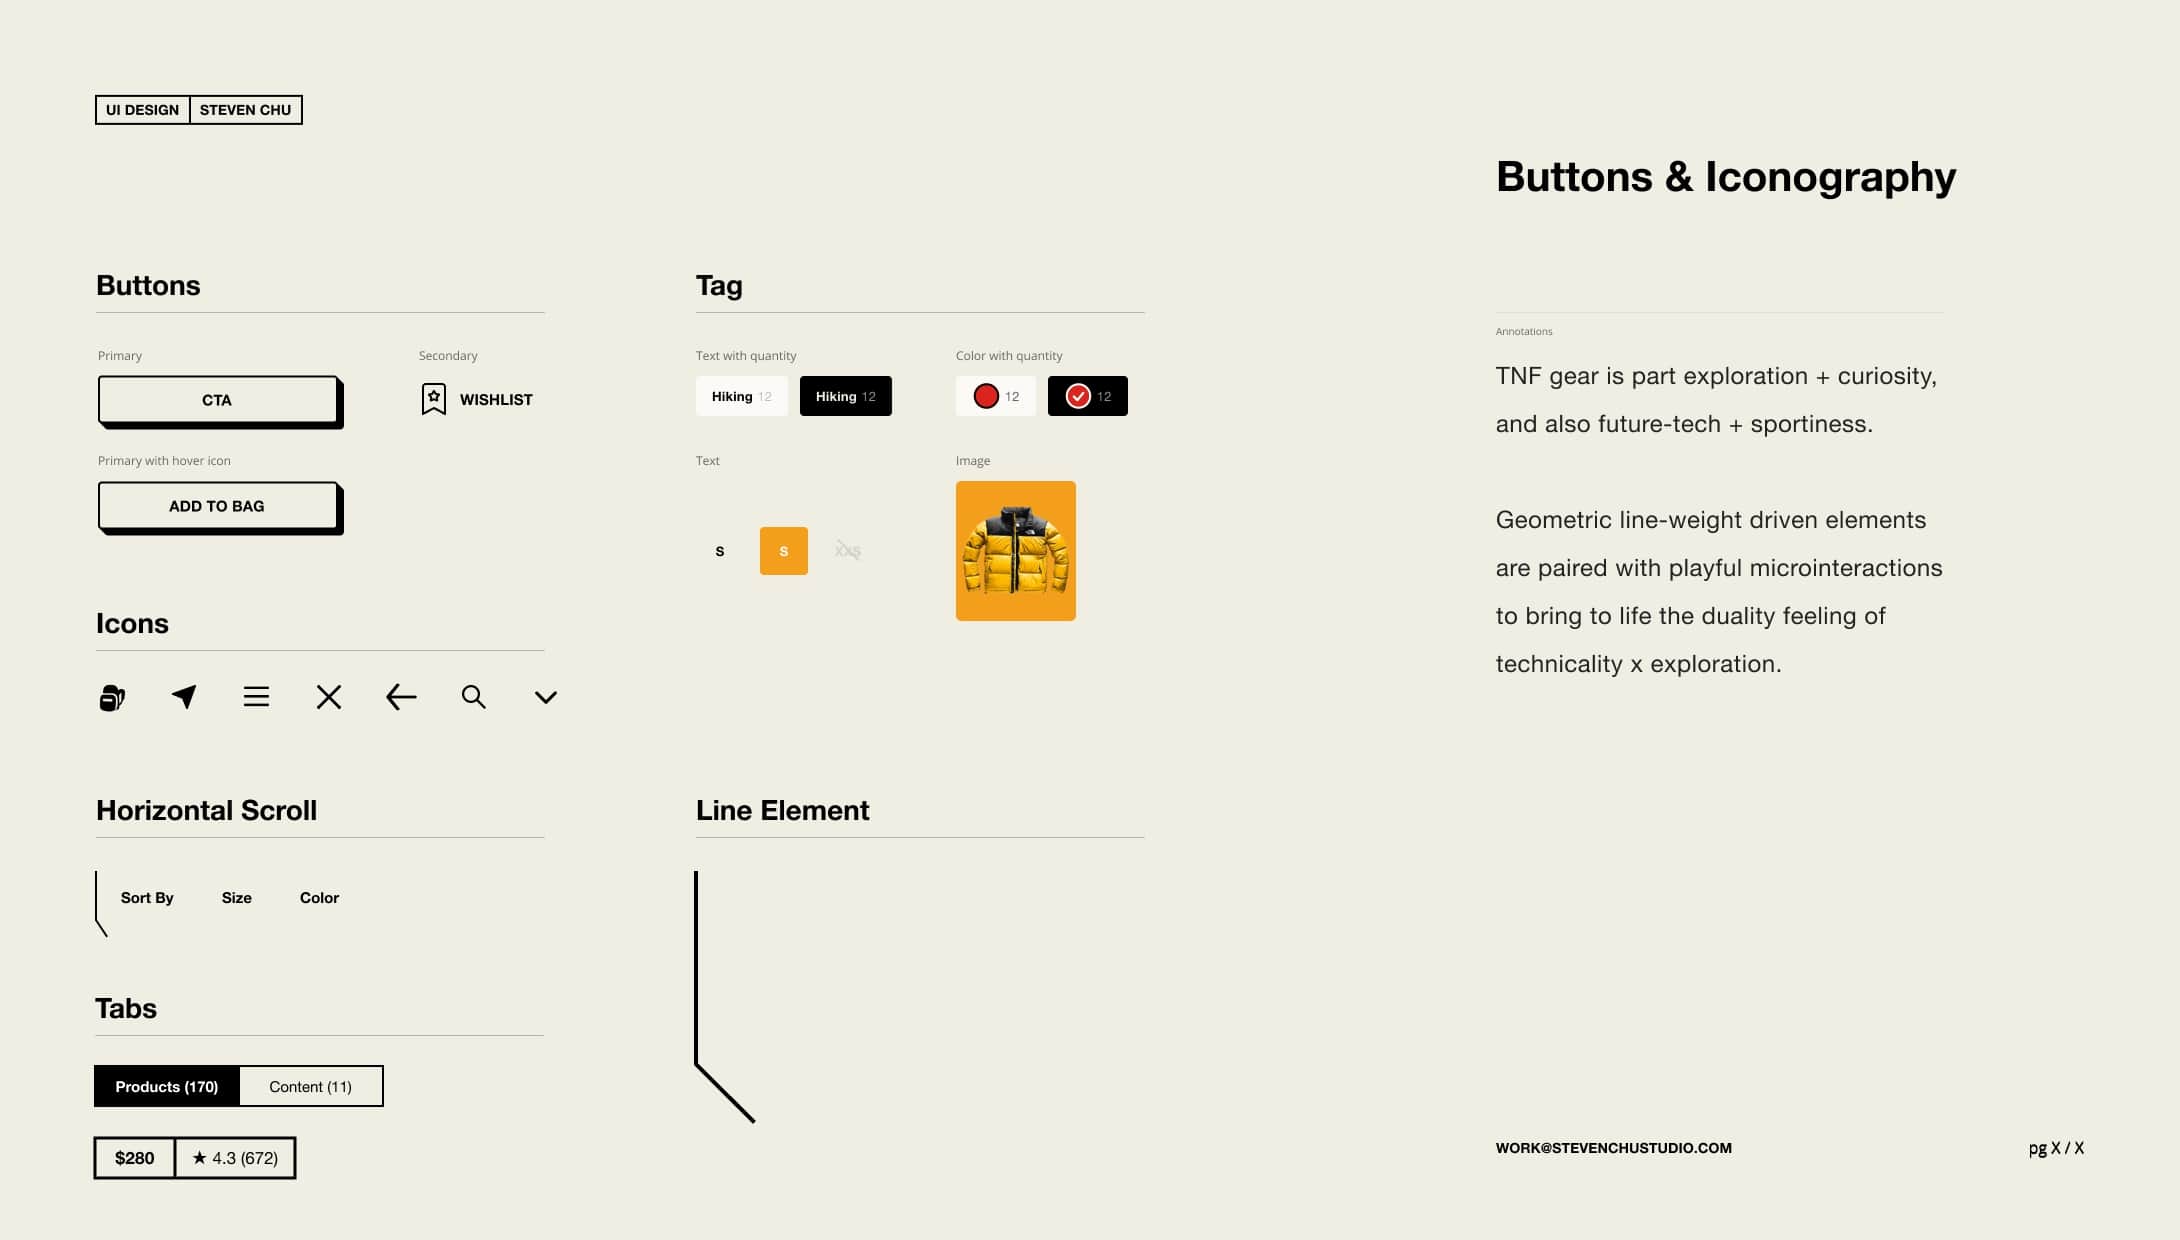 UI DESIGN STEVEN CHU
Buttons & Iconography
Buttons
Primary
Secondary
CTA
WISHLIST
Primary with hover icon
ADD TO BAG
Icons
Horizontal Scroll
Sort By Size Color
Tabs
Products (170) Content (11)
$280 ★ 4.3 (672)
Tag
Text with quantity
Color with quantity
Hiking 12 Hiking 12
12 12
Text
Image
S S XXS
Line Element
Annotations
TNF gear is part exploration + curiosity,
and also future-tech + sportiness.
Geometric line-weight driven elements
are paired with playful microinteractions
to bring to life the duality feeling of
technicality x exploration.
WORK@STEVENCHUSTUDIO.COM
pg X / X